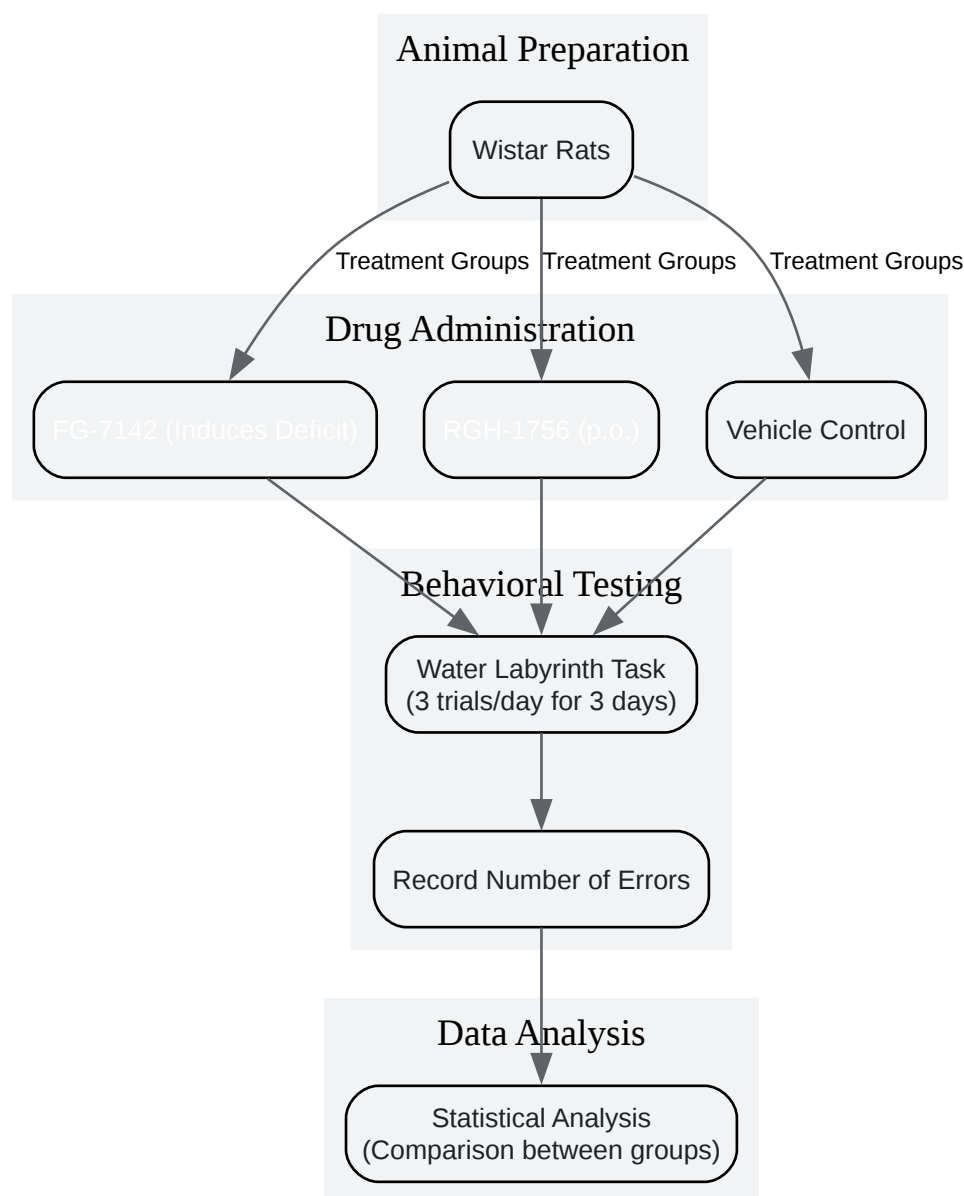 Animal Preparation
Wistar Rats
Treatment Groups
Treatment Groups
Treatment Groups
Drug Administration
FG-7142 (Induces Deficit)
RGH-1756 (p.o.)
Vehicle Control
Behavioral Testing
Water Labyrinth Task
(3 trials/day for 3 days)
Record Number of Errors
Data Analysis
Statistical Analysis
(Comparison between groups)